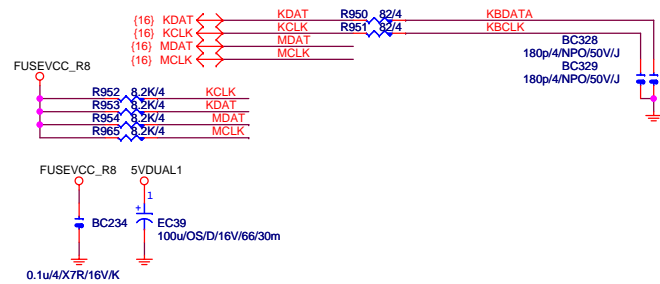 {16} KDAT KDAT R950 82/4 KBDATA
{16} KCLK KCLK R951 82/4 KBCLK
{16} MDAT MDAT
{16} MCLK MCLK
BC328
180p/4/NPO/50V/J
BC329
180p/4/NPO/50V/J
FUSEVCC_R8
R952 8.2K/4 KCLK
R953 8.2K/4 KDAT
R954 8.2K/4 MDAT
R965 8.2K/4 MCLK
FUSEVCC_R8 5VDUAL1
1
+
BC234 EC39
100u/OS/D/16V/66/30m
0.1u/4/X7R/16V/K